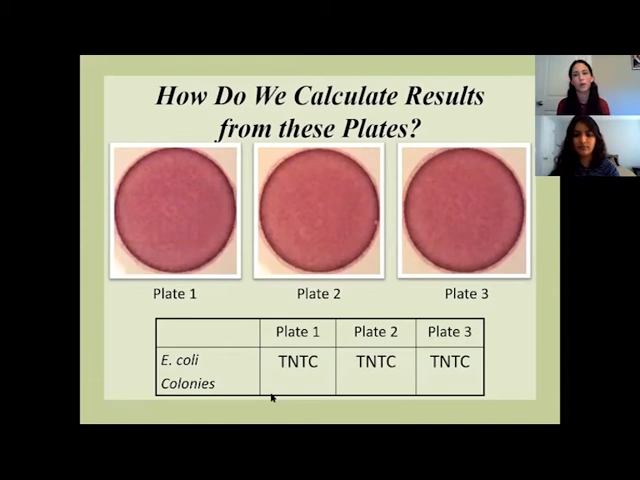 How Do We Calculate Results
from these Plates?
Plate 1 Plate 2 Plate 3
Plate 1 Plate 2 Plate 3
E. coli TNTC TNTC TNTC
Colonies